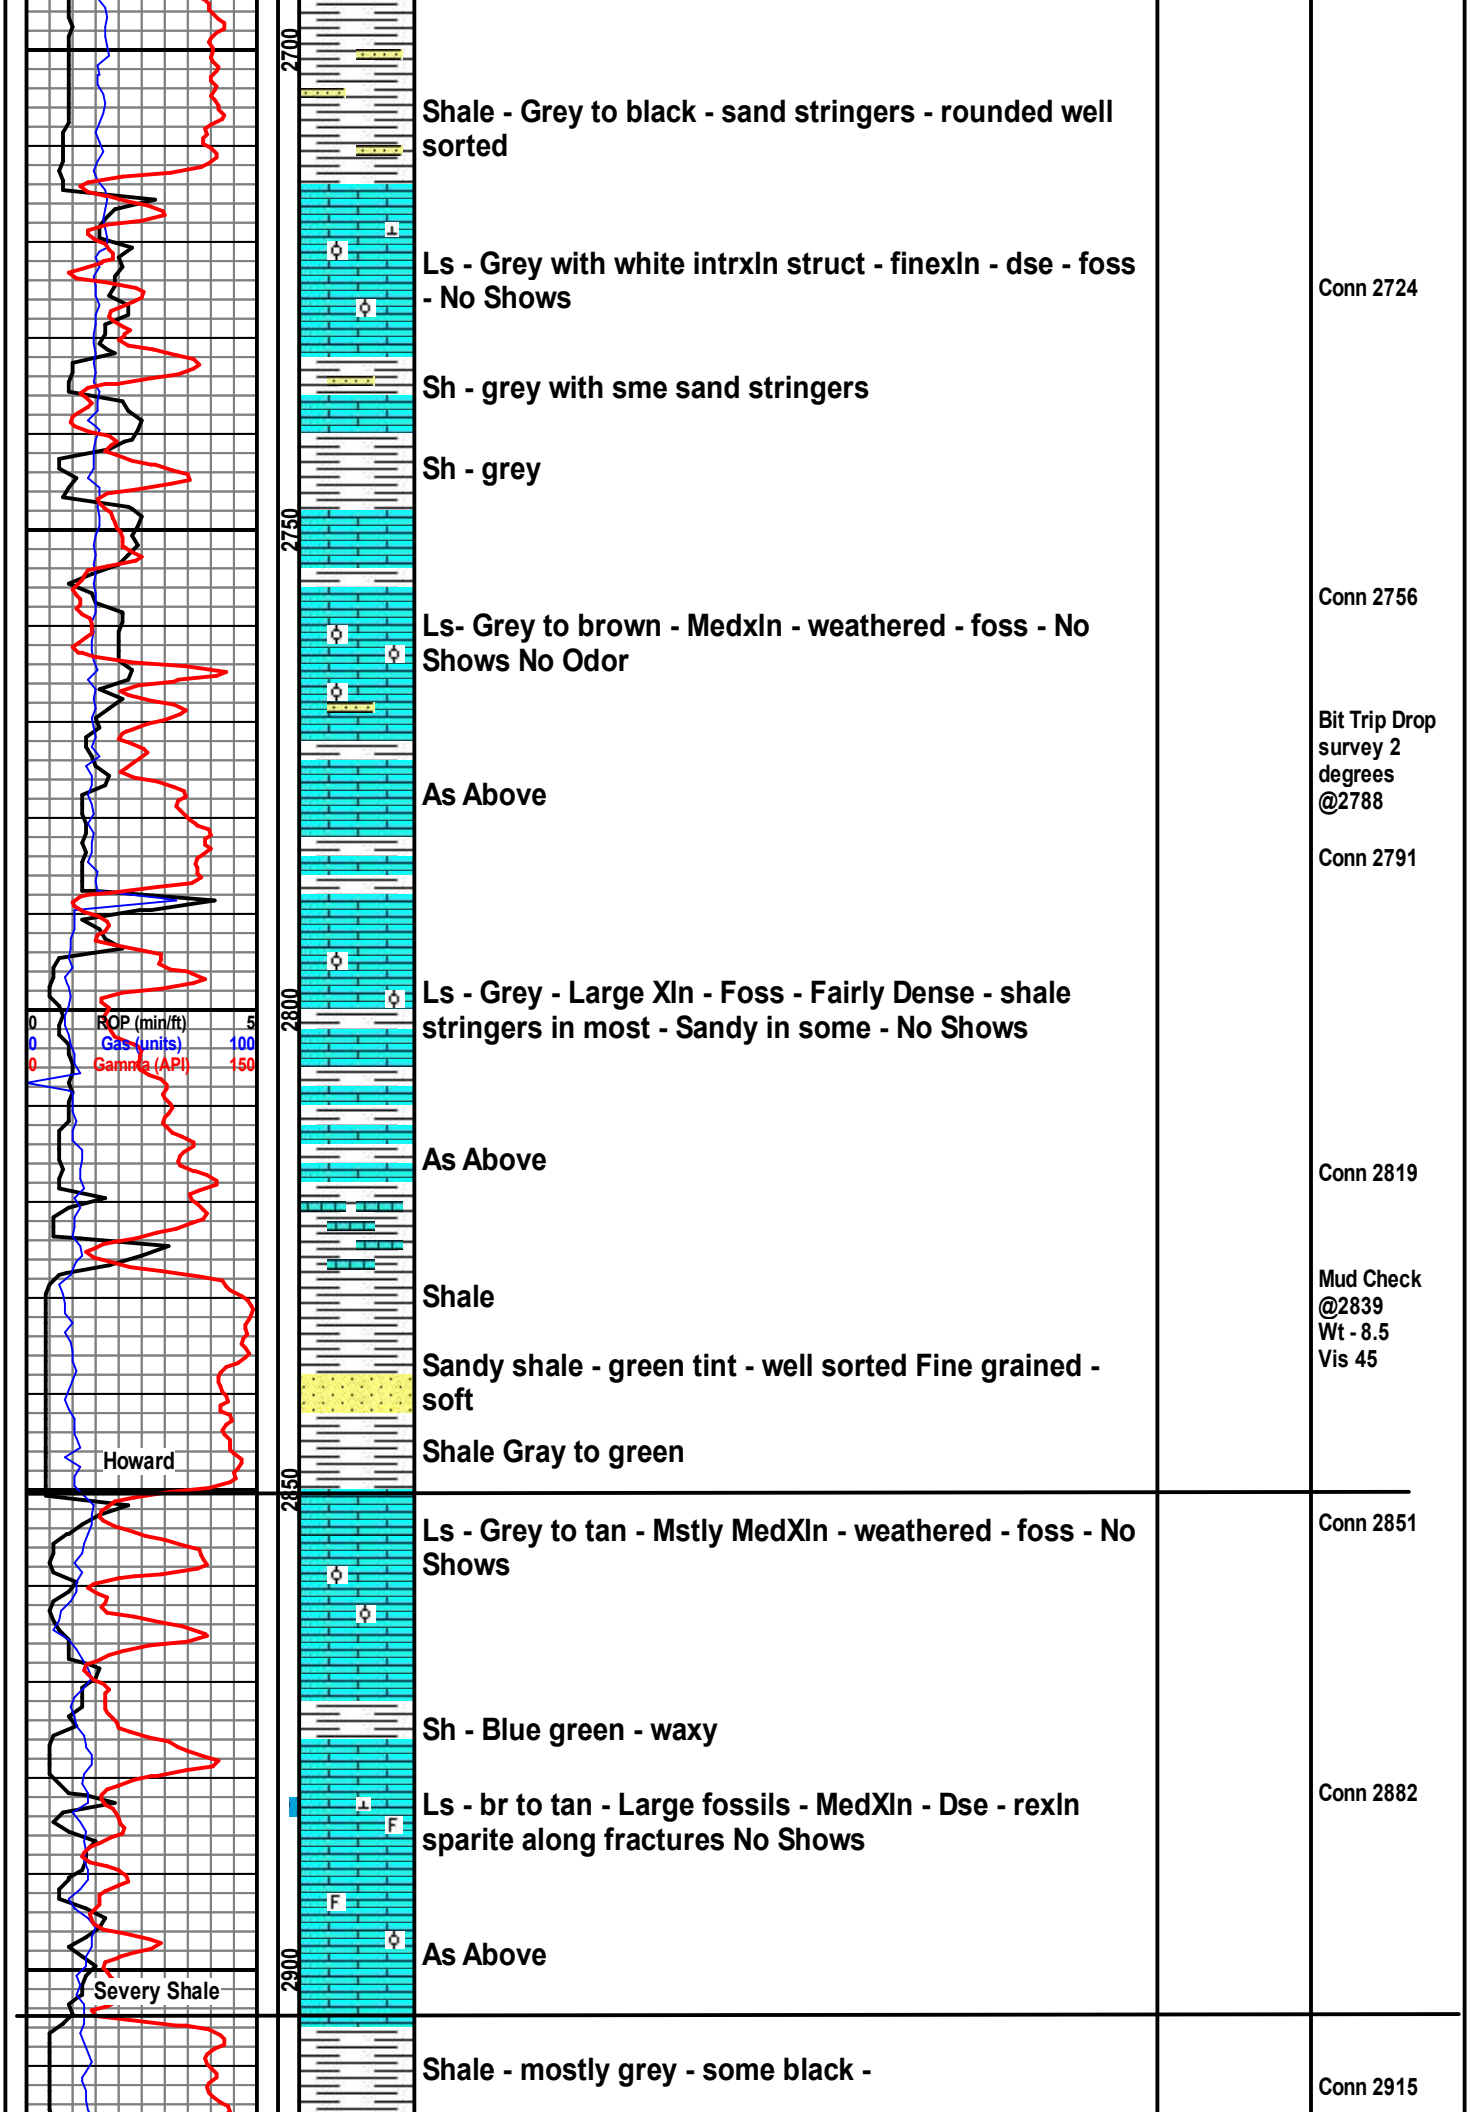 2700
Shale - Grey to black - sand stringers - rounded well
sorted
Ls - Grey with white intrxln struct - finexln - dse - foss
- No Shows
Conn 2724
Sh - grey with sme sand stringers
Sh - grey
2750
Conn 2756
Ls- Grey to brown - Medxln - weathered - foss - No
Shows No Odor
Bit Trip Drop
survey 2
degrees
@2788
As Above
Conn 2791
2800
Ls - Grey - Large Xln - Foss - Fairly Dense - shale
stringers in most - Sandy in some - No Shows
0 ROP (min/ft) 5
0 Gas (units) 100
0 Gamma (API) 150
As Above
Conn 2819
Shale
Mud Check
@2839
Wt - 8.5
Vis 45
Sandy shale - green tint - well sorted Fine grained -
soft
Shale Gray to green
Howard
2850
Ls - Grey to tan - Mstly MedXln - weathered - foss - No
Shows
Conn 2851
Sh - Blue green - waxy
Ls - br to tan - Large fossils - MedXln - Dse - rexln
sparite along fractures No Shows
Conn 2882
F
F
As Above
2900
Severy Shale
Shale - mostly grey - some black -
Conn 2915